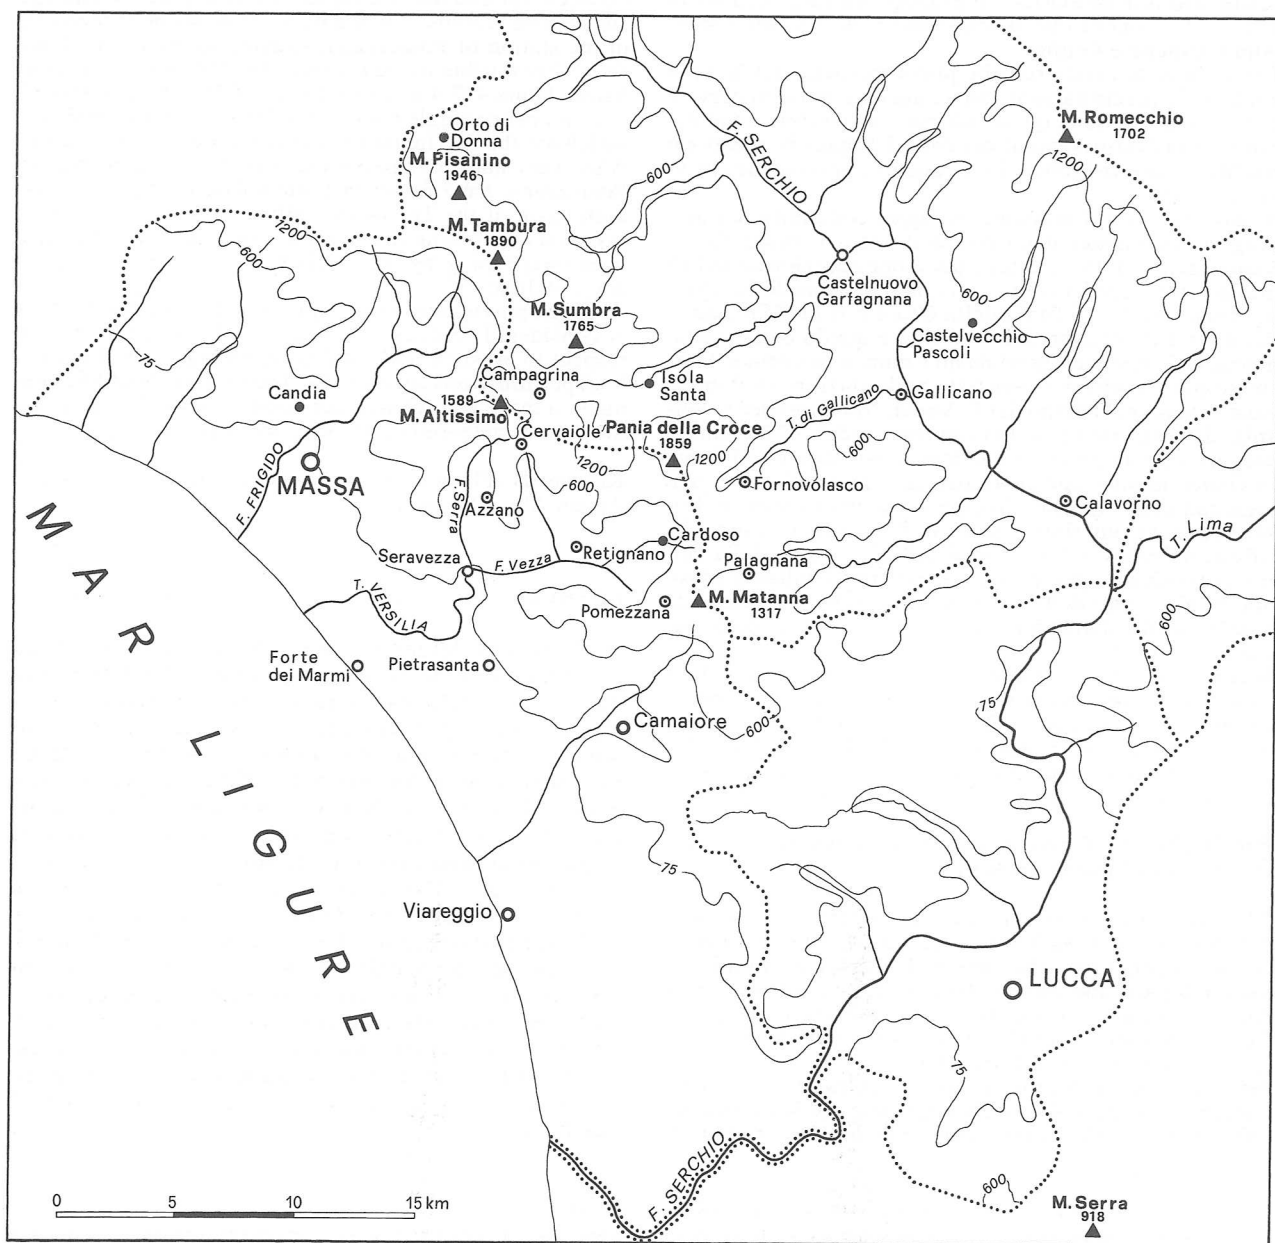 F. SERCHIO
Orto di
Donna
M. Pisanino
1946
M. Romecchio
1702
1200
600
M. Tambura
1890
1200
600
Castelnuovo
Garfagnana
600
M. Sumbra
1765
Castelvecchio
Pascoli
75
Campagrina
Isola
Santa
Candia
1589
M. Altissimo
T. di Gallicano
Gallicano
Cervaiole
Pania della Croce
1859
1200
1200
600
600
F. FRIGIDO
MASSA
F. Serra
Azzano
Fornovolasco
Calavorno
T. Lima
Cardoso
Retignano
Seravezza
F. Vezza
Palagnana
T. VERSILIA
Pomezzana
M. Matanna
1317
600
MAR LIGURE
Forte
dei Marmi
Pietrasanta
75
600
Camaiore
75
Viareggio
LUCCA
75
F. SERCHIO
600
M. Serra
918
0 5 10 15 km